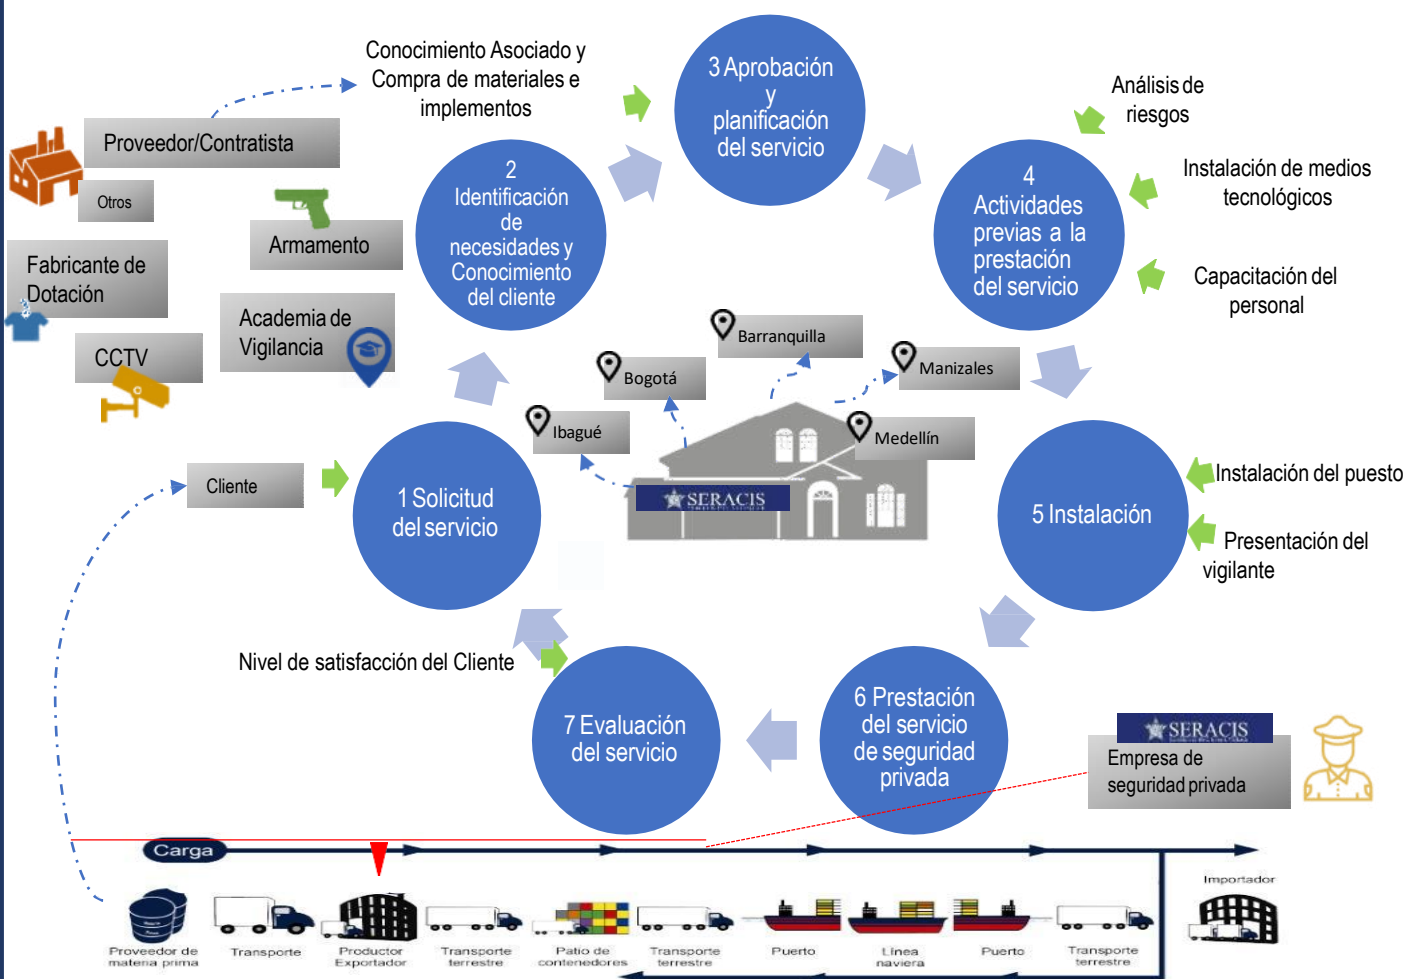 Conocimiento Asociado y
Compra de materiales e
implementos
3 Aprobación
y
planificación
del servicio
Análisis de
riesgos
Proveedor/Contratista
Otros
Armamento
Fabricante de
Dotación
Academia de
Vigilancia
CCTV
2
Identificación
de
necesidades y
Conocimiento
del cliente
4
Actividades
previas a la
prestación
del servicio
Instalación de medios
tecnológicos
Capacitación del
personal
Barranquilla
Bogotá
Manizales
Ibagué
Medellín
SERACIS
Cliente
1 Solicitud
del servicio
5 Instalación
Instalación del puesto
Presentación del
vigilante
Nivel de satisfacción del Cliente
7 Evaluación
del servicio
6 Prestación
del servicio
de seguridad
privada
SERACIS
Empresa de
seguridad privada
Carga
Importador
Proveedor de
materia prima
Transporte
Productor
Exportador
Transporte
terrestre
Patio de
contenedores
Transporte
terrestre
Puerto
Línea
naviera
Puerto
Transporte
terrestre